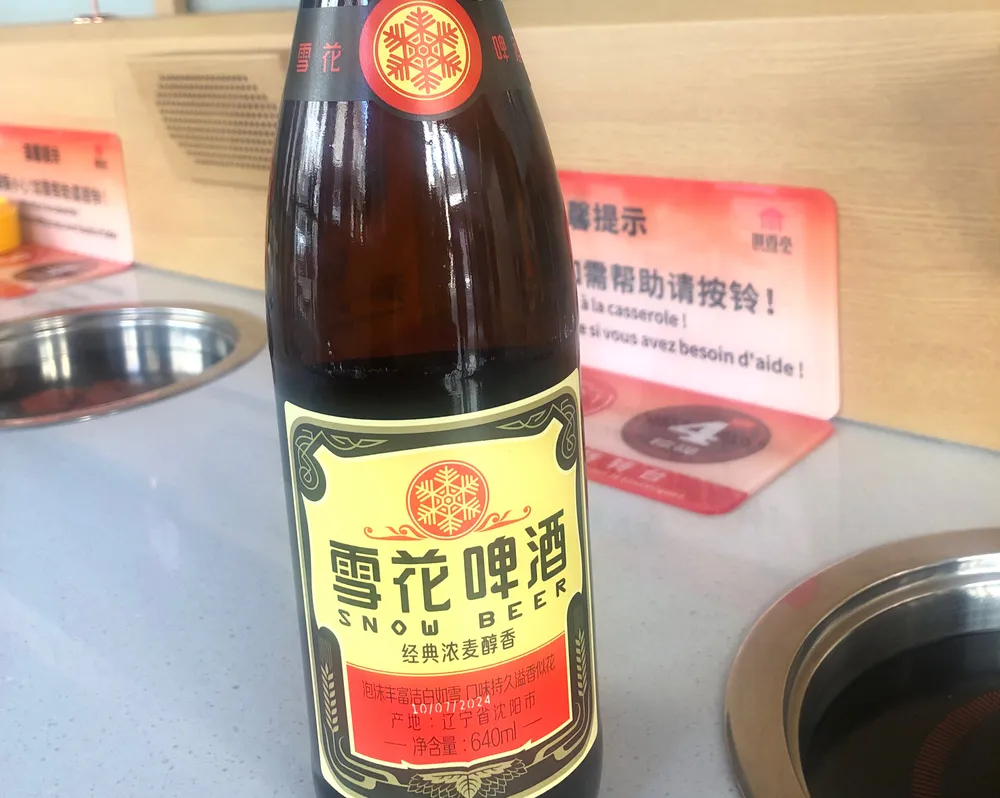 雪花
啤
雪花啤酒
SNOW BEER
经典浓麦醇香
泡沫丰富洁白如雪 口味持久溢香似花
10/07/2024
产地：辽宁省沈阳市
净含量：640ml
馨提示
如需帮助请按铃！
à la casserole !
e si vous avez besoin d'aide !
4